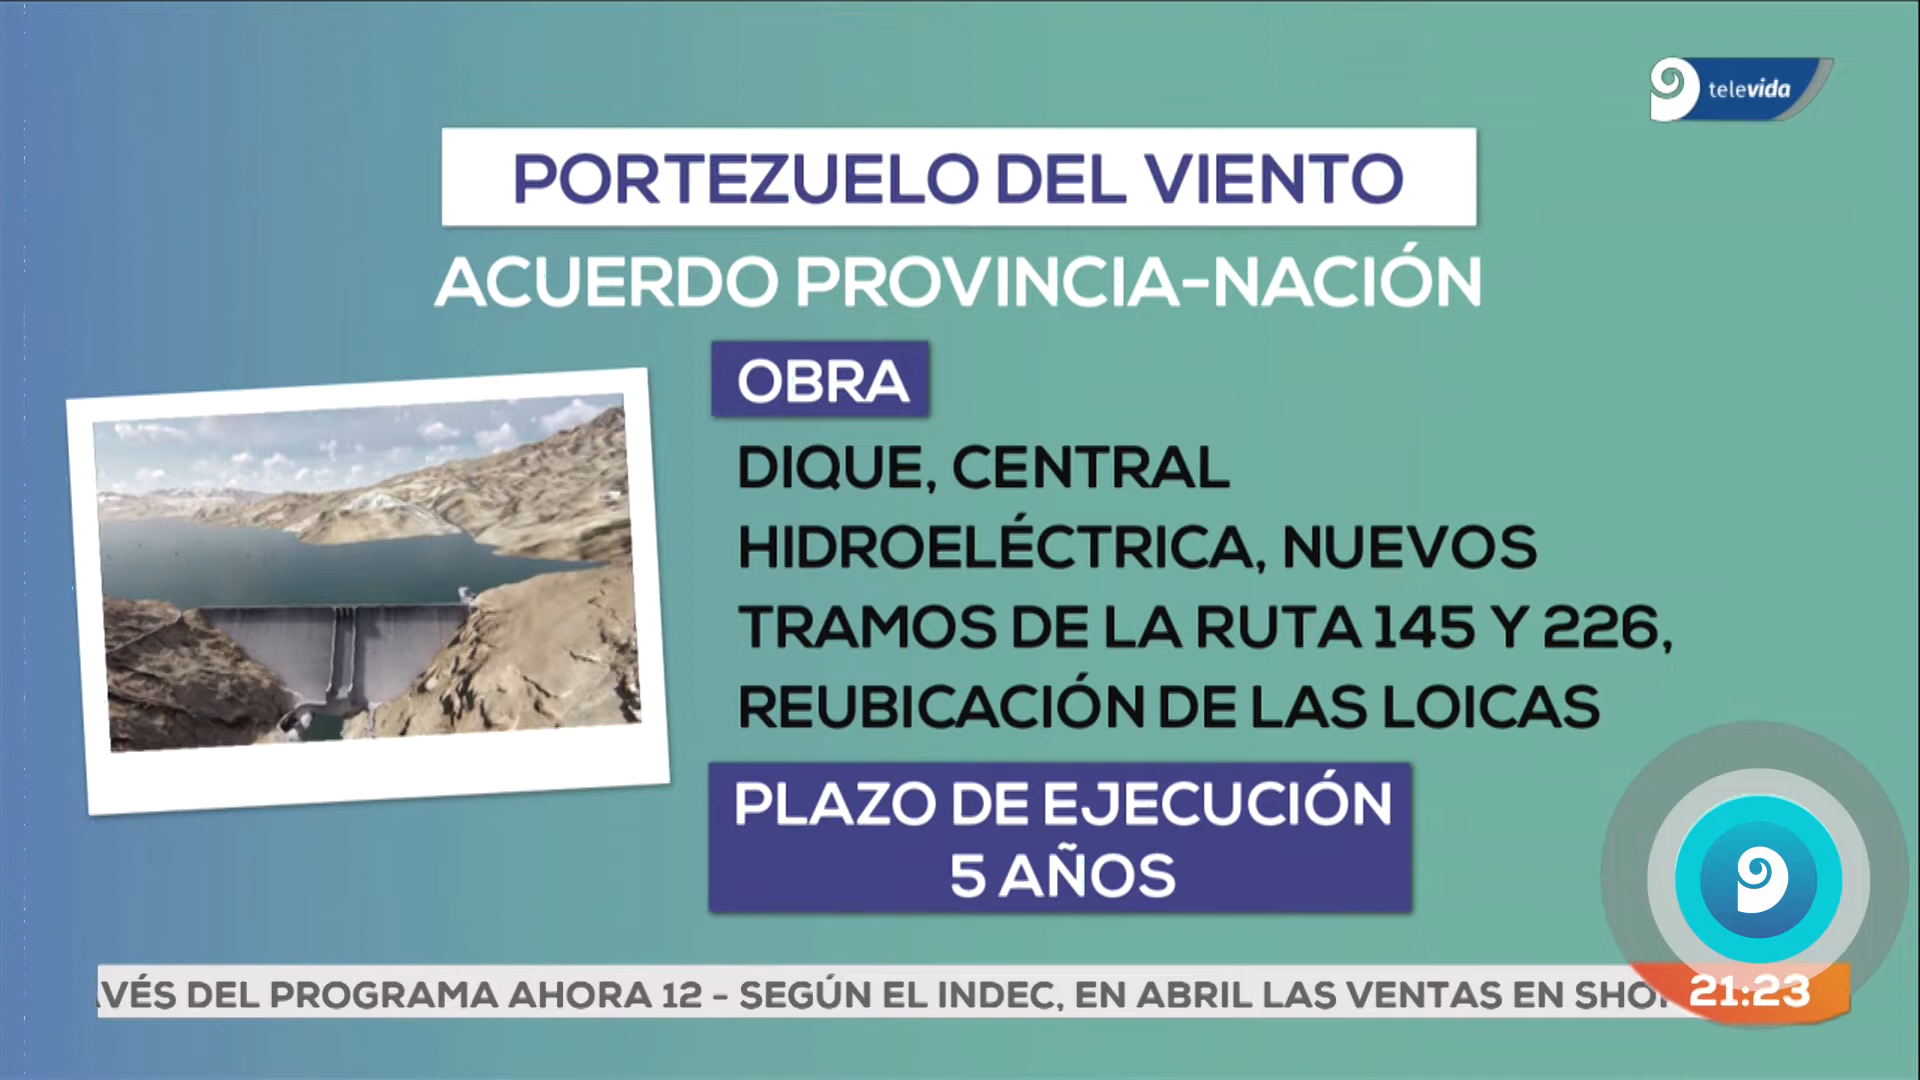 televida
PORTEZUELO DEL VIENTO
ACUERDO PROVINCIA-NACIÓN
OBRA
DIQUE, CENTRAL
HIDROELÉCTRICA, NUEVOS
TRAMOS DE LA RUTA 145 Y 226,
REUBICACIÓN DE LAS LOICAS
PLAZO DE EJECUCIÓN
5 AÑOS
DEL PROGRAMA AHORA 12 - SEGÚN EL INDEC, EN ABRIL LAS VENTAS EN
21:23